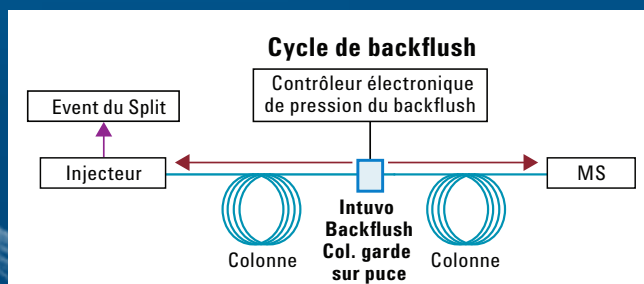 Cycle de backflush
Contrôleur électronique
de pression du backflush
Event du Split
Injecteur
MS
Colonne
Intuvo
Backflush
Col. garde
sur puce
Colonne